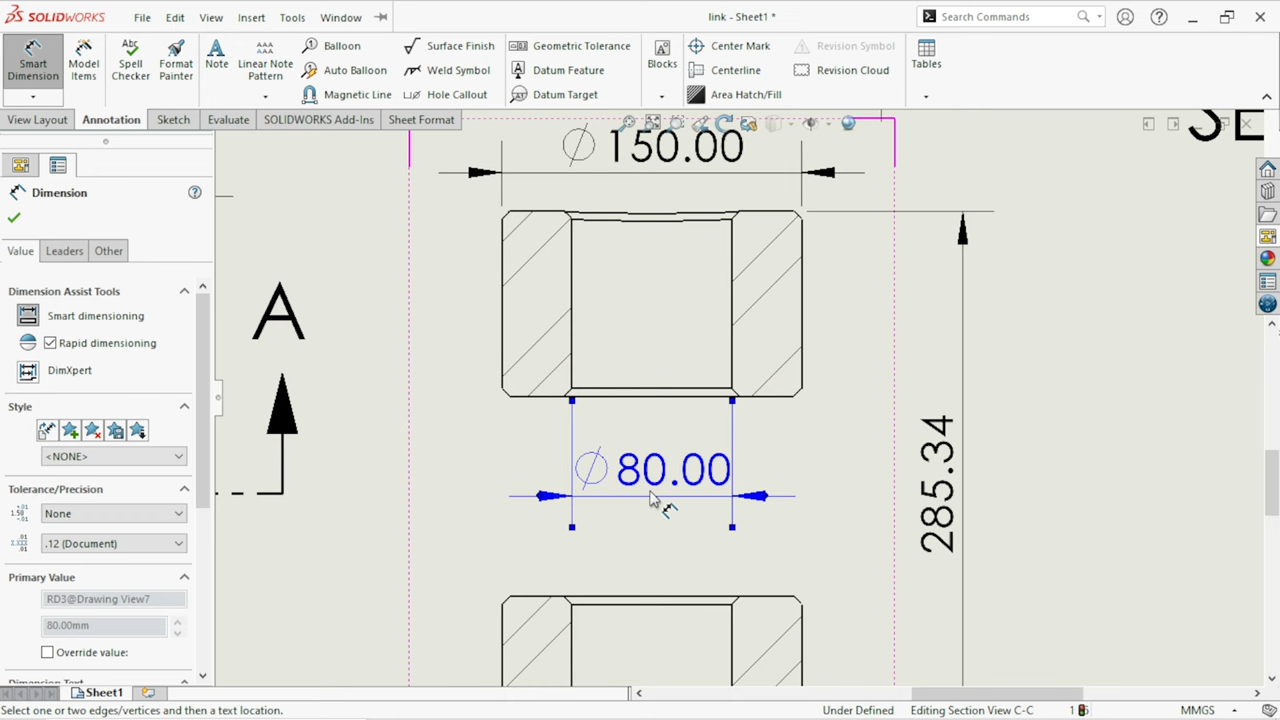 SOLIDWORKS File Edit View Insert Tools Window link - Sheet1 * Search Commands
Smart Dimension
Model Items
Spell Checker
Format Painter
Note
Linear Note Pattern
Balloon
Auto Balloon
Magnetic Line
Surface Finish
Weld Symbol
Hole Callout
Geometric Tolerance
Datum Feature
Datum Target
Blocks
Center Mark
Centerline
Area Hatch/Fill
Revision Symbol
Revision Cloud
Tables
View Layout Annotation Sketch Evaluate SOLIDWORKS Add-Ins Sheet Format
Dimension
Value Leaders Other
Dimension Assist Tools
Smart dimensioning
Rapid dimensioning
DimXpert
Style
<NONE>
Tolerance/Precision
None
.12 (Document)
Primary Value
RD3@Drawing View7
80.00mm
Override value:
Dimension Text
A
∅ 150.00
∅ 80.00
285.34
SE
Sheet1
Select one or two edges/vertices and then a text location. Under Defined Editing Section View C-C MMGS